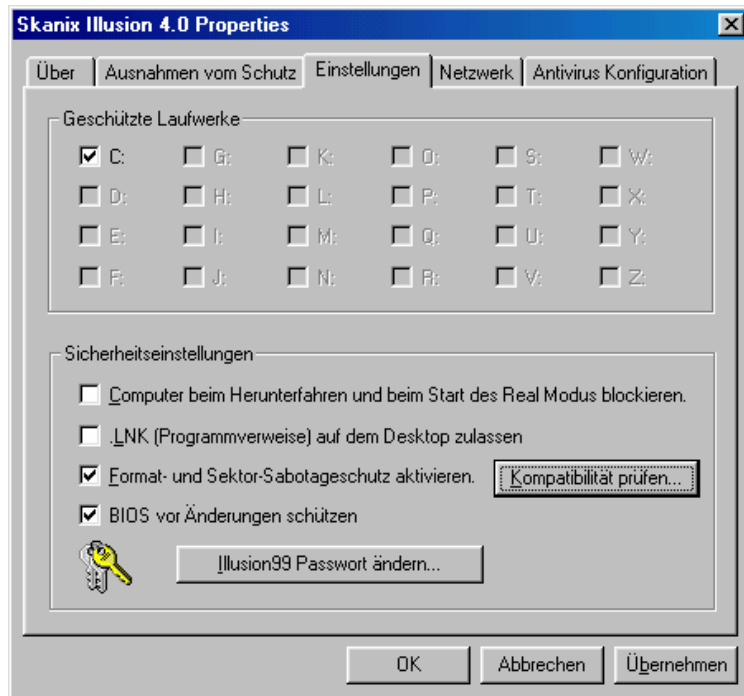 Skanix Illusion 4.0 Properties
Über Ausnahmen vom Schutz Einstellungen Netzwerk Antivirus Konfiguration
Geschützte Laufwerke
C: G: K: O: S: W:
D: H: L: P: T: X:
E: I: M: Q: U: Y:
F: J: N: R: V: Z:
Sicherheitseinstellungen
Computer beim Herunterfahren und beim Start des Real Modus blockieren.
.LNK (Programmverweise) auf dem Desktop zulassen
Format- und Sektor-Sabotageschutz aktivieren. Kompatibilität prüfen...
BIOS vor Änderungen schützen
Illusion99 Passwort ändern...
OK Abbrechen Übernehmen